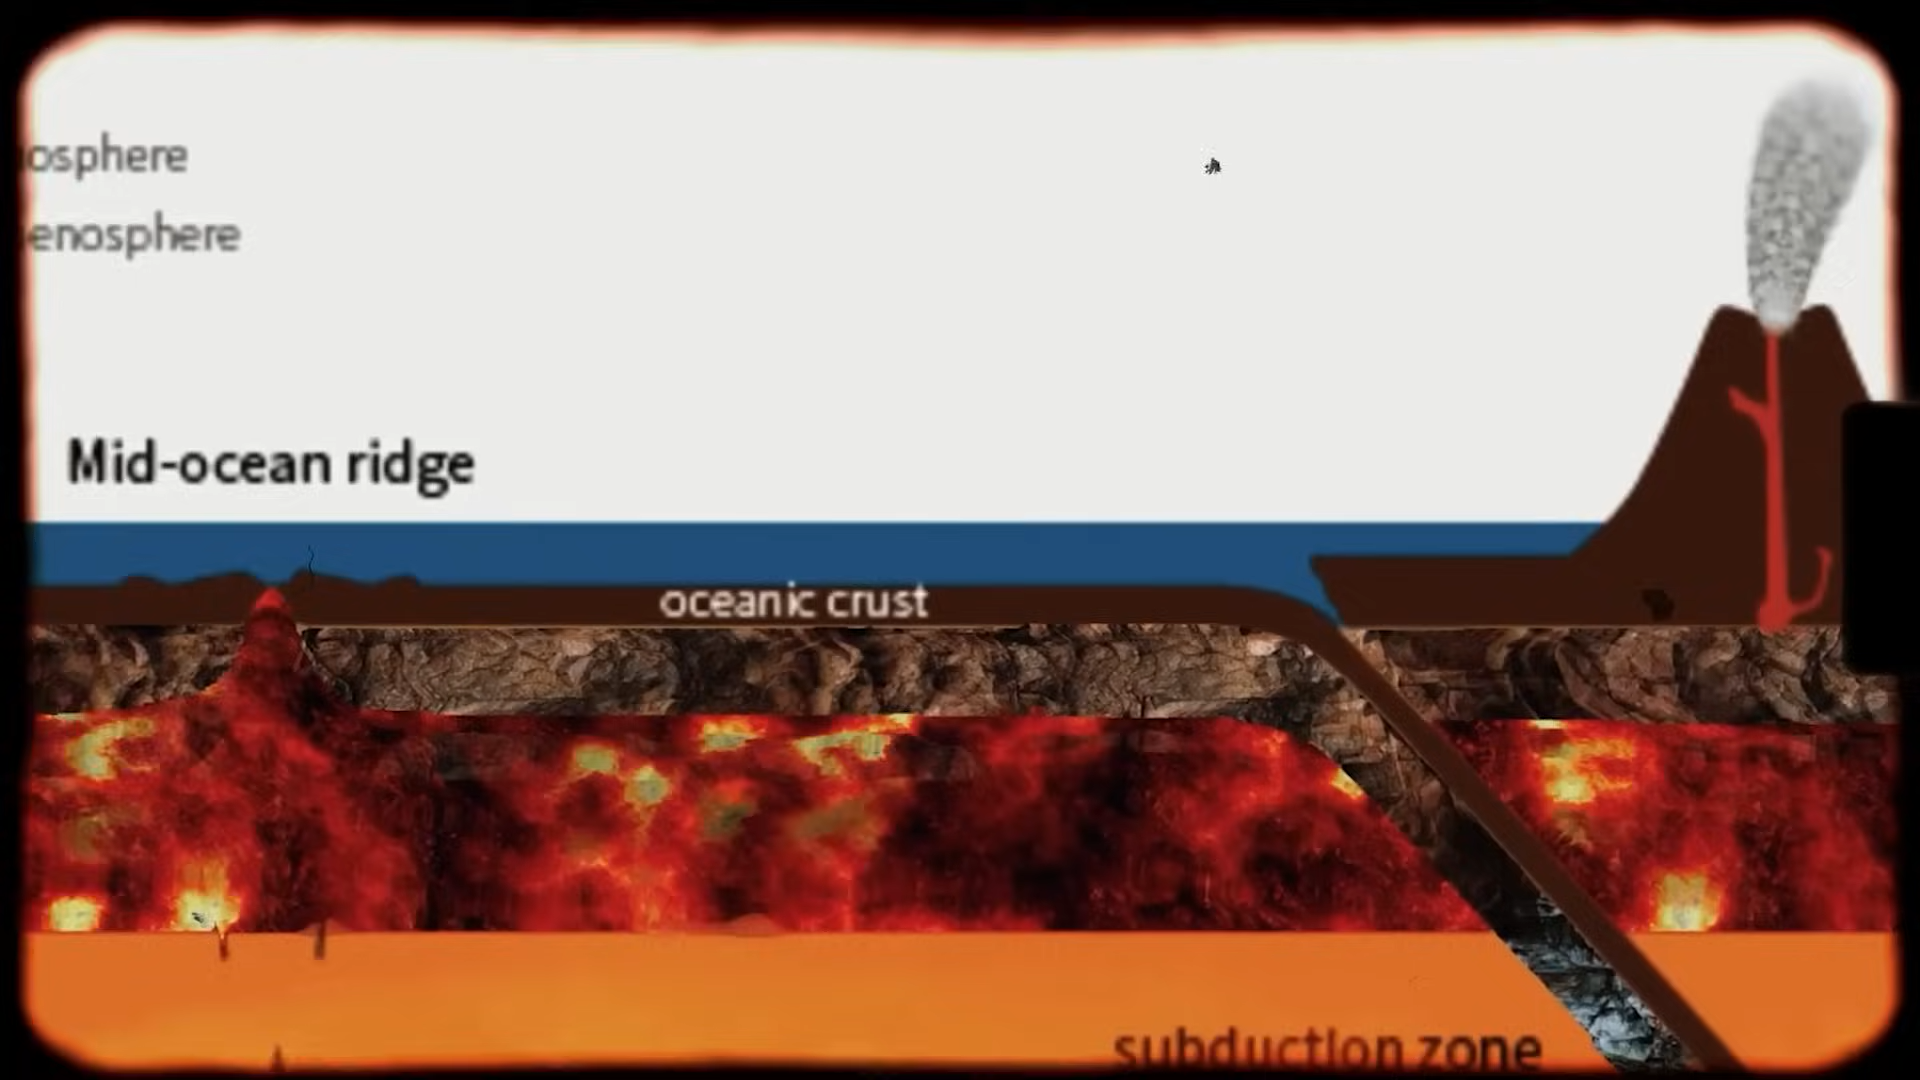 osphere
enosphere
Mid-ocean ridge
oceanic crust
subduction zone